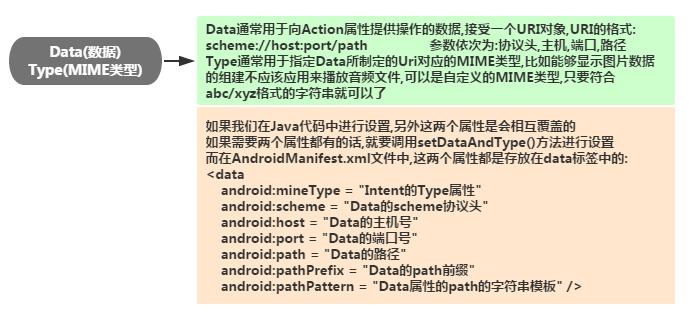 Data(数据)
Type(MIME类型)
Data通常用于向Action属性提供操作的数据,接受一个URI对象,URI的格式:
scheme://host:port/path 参数依次为:协议头,主机,端口,路径
Type通常用于指定Data所制定的Uri对应的MIME类型,比如能够显示图片数据
的组建不应该应用来播放音频文件,可以是自定义的MIME类型,只要符合
abc/xyz格式的字符串就可以了
如果我们在Java代码中进行设置,另外这两个属性是会相互覆盖的
如果需要两个属性都有的话,就要调用setDataAndType()方法进行设置
而在AndroidManifest.xml文件中,这两个属性都是存放在data标签中的:
<data
android:mineType = "Intent的Type属性"
android:scheme = "Data的scheme协议头"
android:host = "Data的主机号"
android:port = "Data的端口号"
android:path = "Data的路径"
android:pathPrefix = "Data的path前缀"
android:pathPattern = "Data属性的path的字符串模板" />